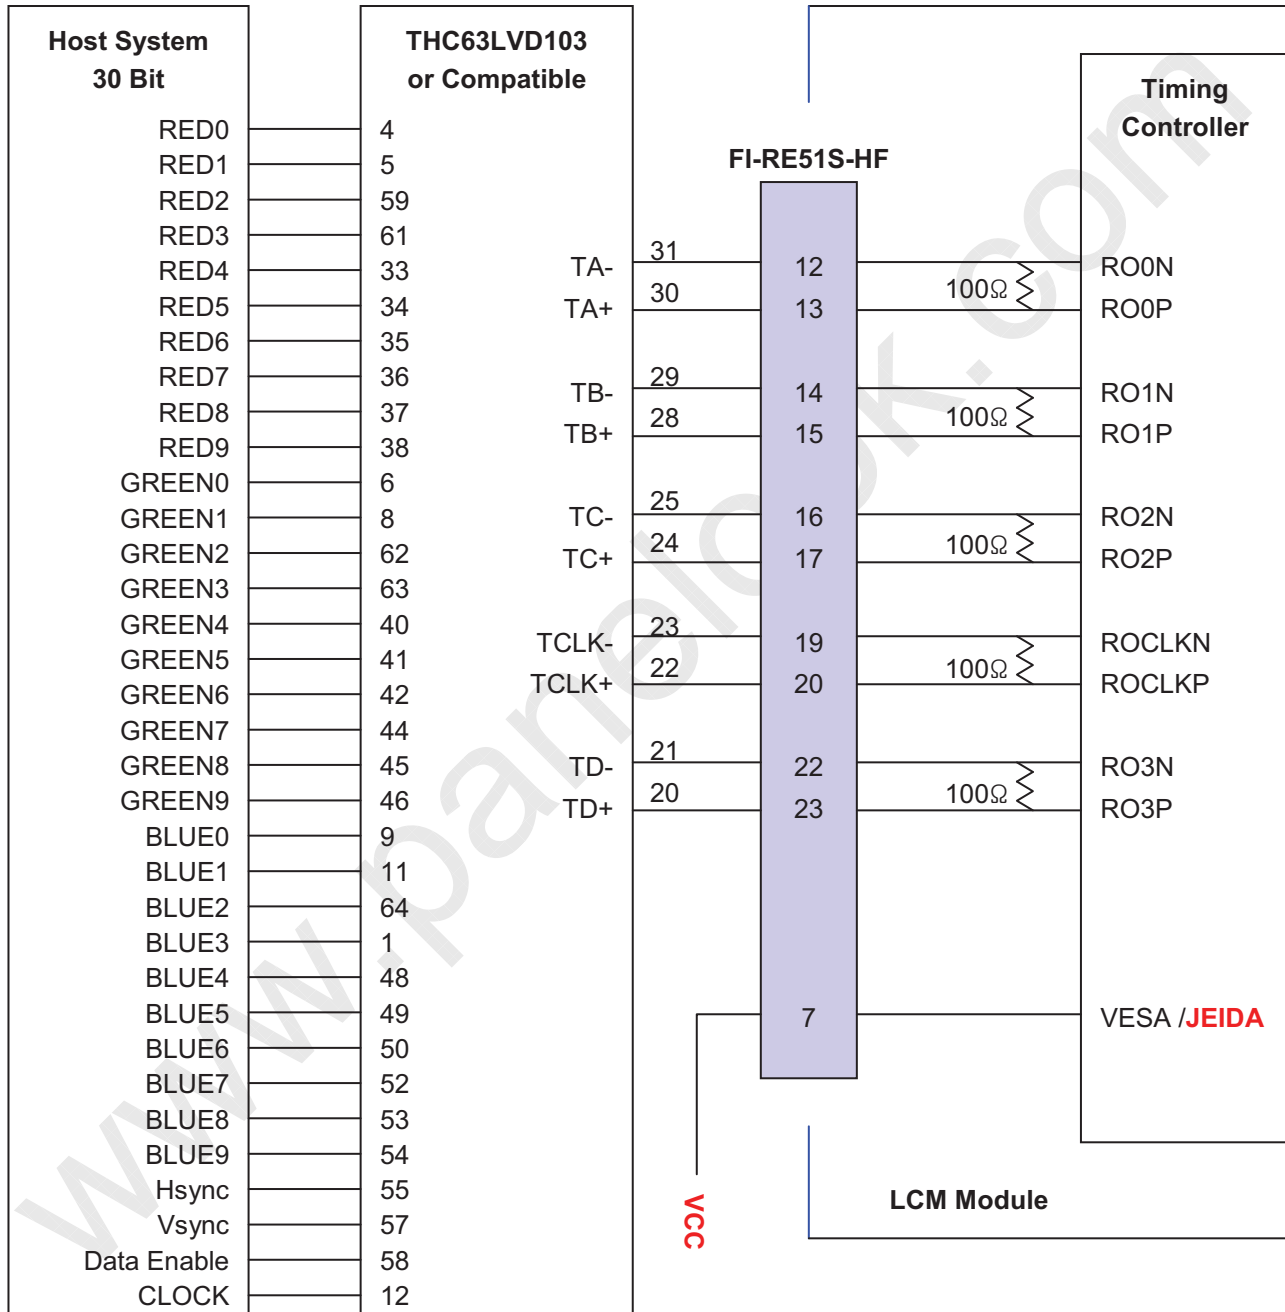 Host System
30 Bit
RED0
RED1
RED2
RED3
RED4
RED5
RED6
RED7
RED8
RED9
GREEN0
GREEN1
GREEN2
GREEN3
GREEN4
GREEN5
GREEN6
GREEN7
GREEN8
GREEN9
BLUE0
BLUE1
BLUE2
BLUE3
BLUE4
BLUE5
BLUE6
BLUE7
BLUE8
BLUE9
Hsync
Vsync
Data Enable
CLOCK
THC63LVD103
or Compatible
4
5
59
61
33
34
35
36
37
38
6
8
62
63
40
41
42
44
45
46
9
11
64
1
48
49
50
52
53
54
55
57
58
12
TA- 31
TA+ 30
TB- 29
TB+ 28
TC- 25
TC+ 24
TCLK- 23
TCLK+ 22
TD- 21
TD+ 20
FI-RE51S-HF
12
13
14
15
16
17
19
20
22
23
7
VCC
100Ω
100Ω
100Ω
100Ω
100Ω
Timing
Controller
RO0N
RO0P
RO1N
RO1P
RO2N
RO2P
ROCLKN
ROCLKP
RO3N
RO3P
VESA /JEIDA
LCM Module
www.panelook.com